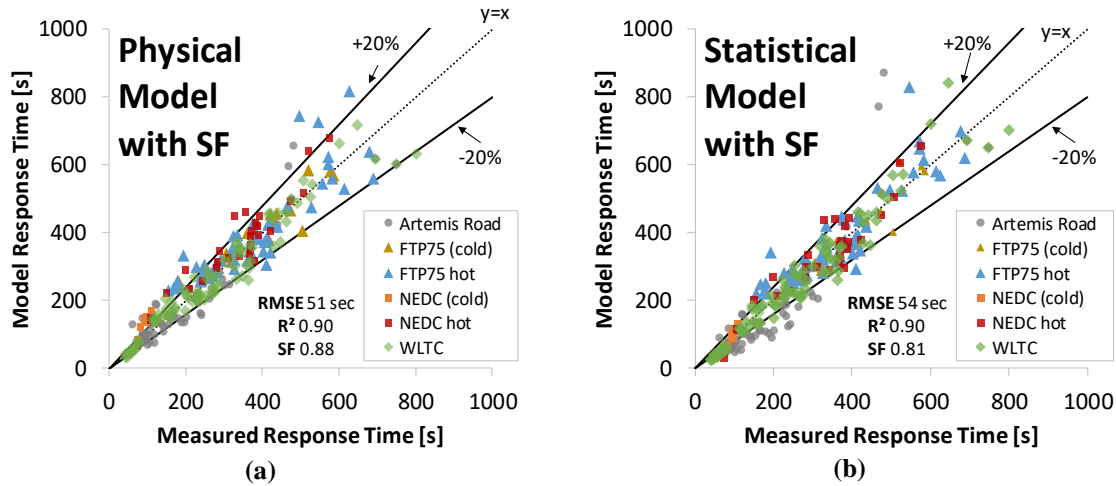 Physical
Model
with SF
+20%
y=x
-20%
1000
800
600
400
200
0
Model Response Time [s]
Artemis Road
FTP75 (cold)
FTP75 hot
NEDC (cold)
NEDC hot
WLTC
RMSE 51 sec
R² 0.90
SF 0.88
0 200 400 600 800 1000
Measured Response Time [s]
(a)
Statistical
Model
with SF
+20%
y=x
-20%
1000
800
600
400
200
0
Model Response Time [s]
Artemis Road
FTP75 (cold)
FTP75 hot
NEDC (cold)
NEDC hot
WLTC
RMSE 54 sec
R² 0.90
SF 0.81
0 200 400 600 800 1000
Measured Response Time [s]
(b)